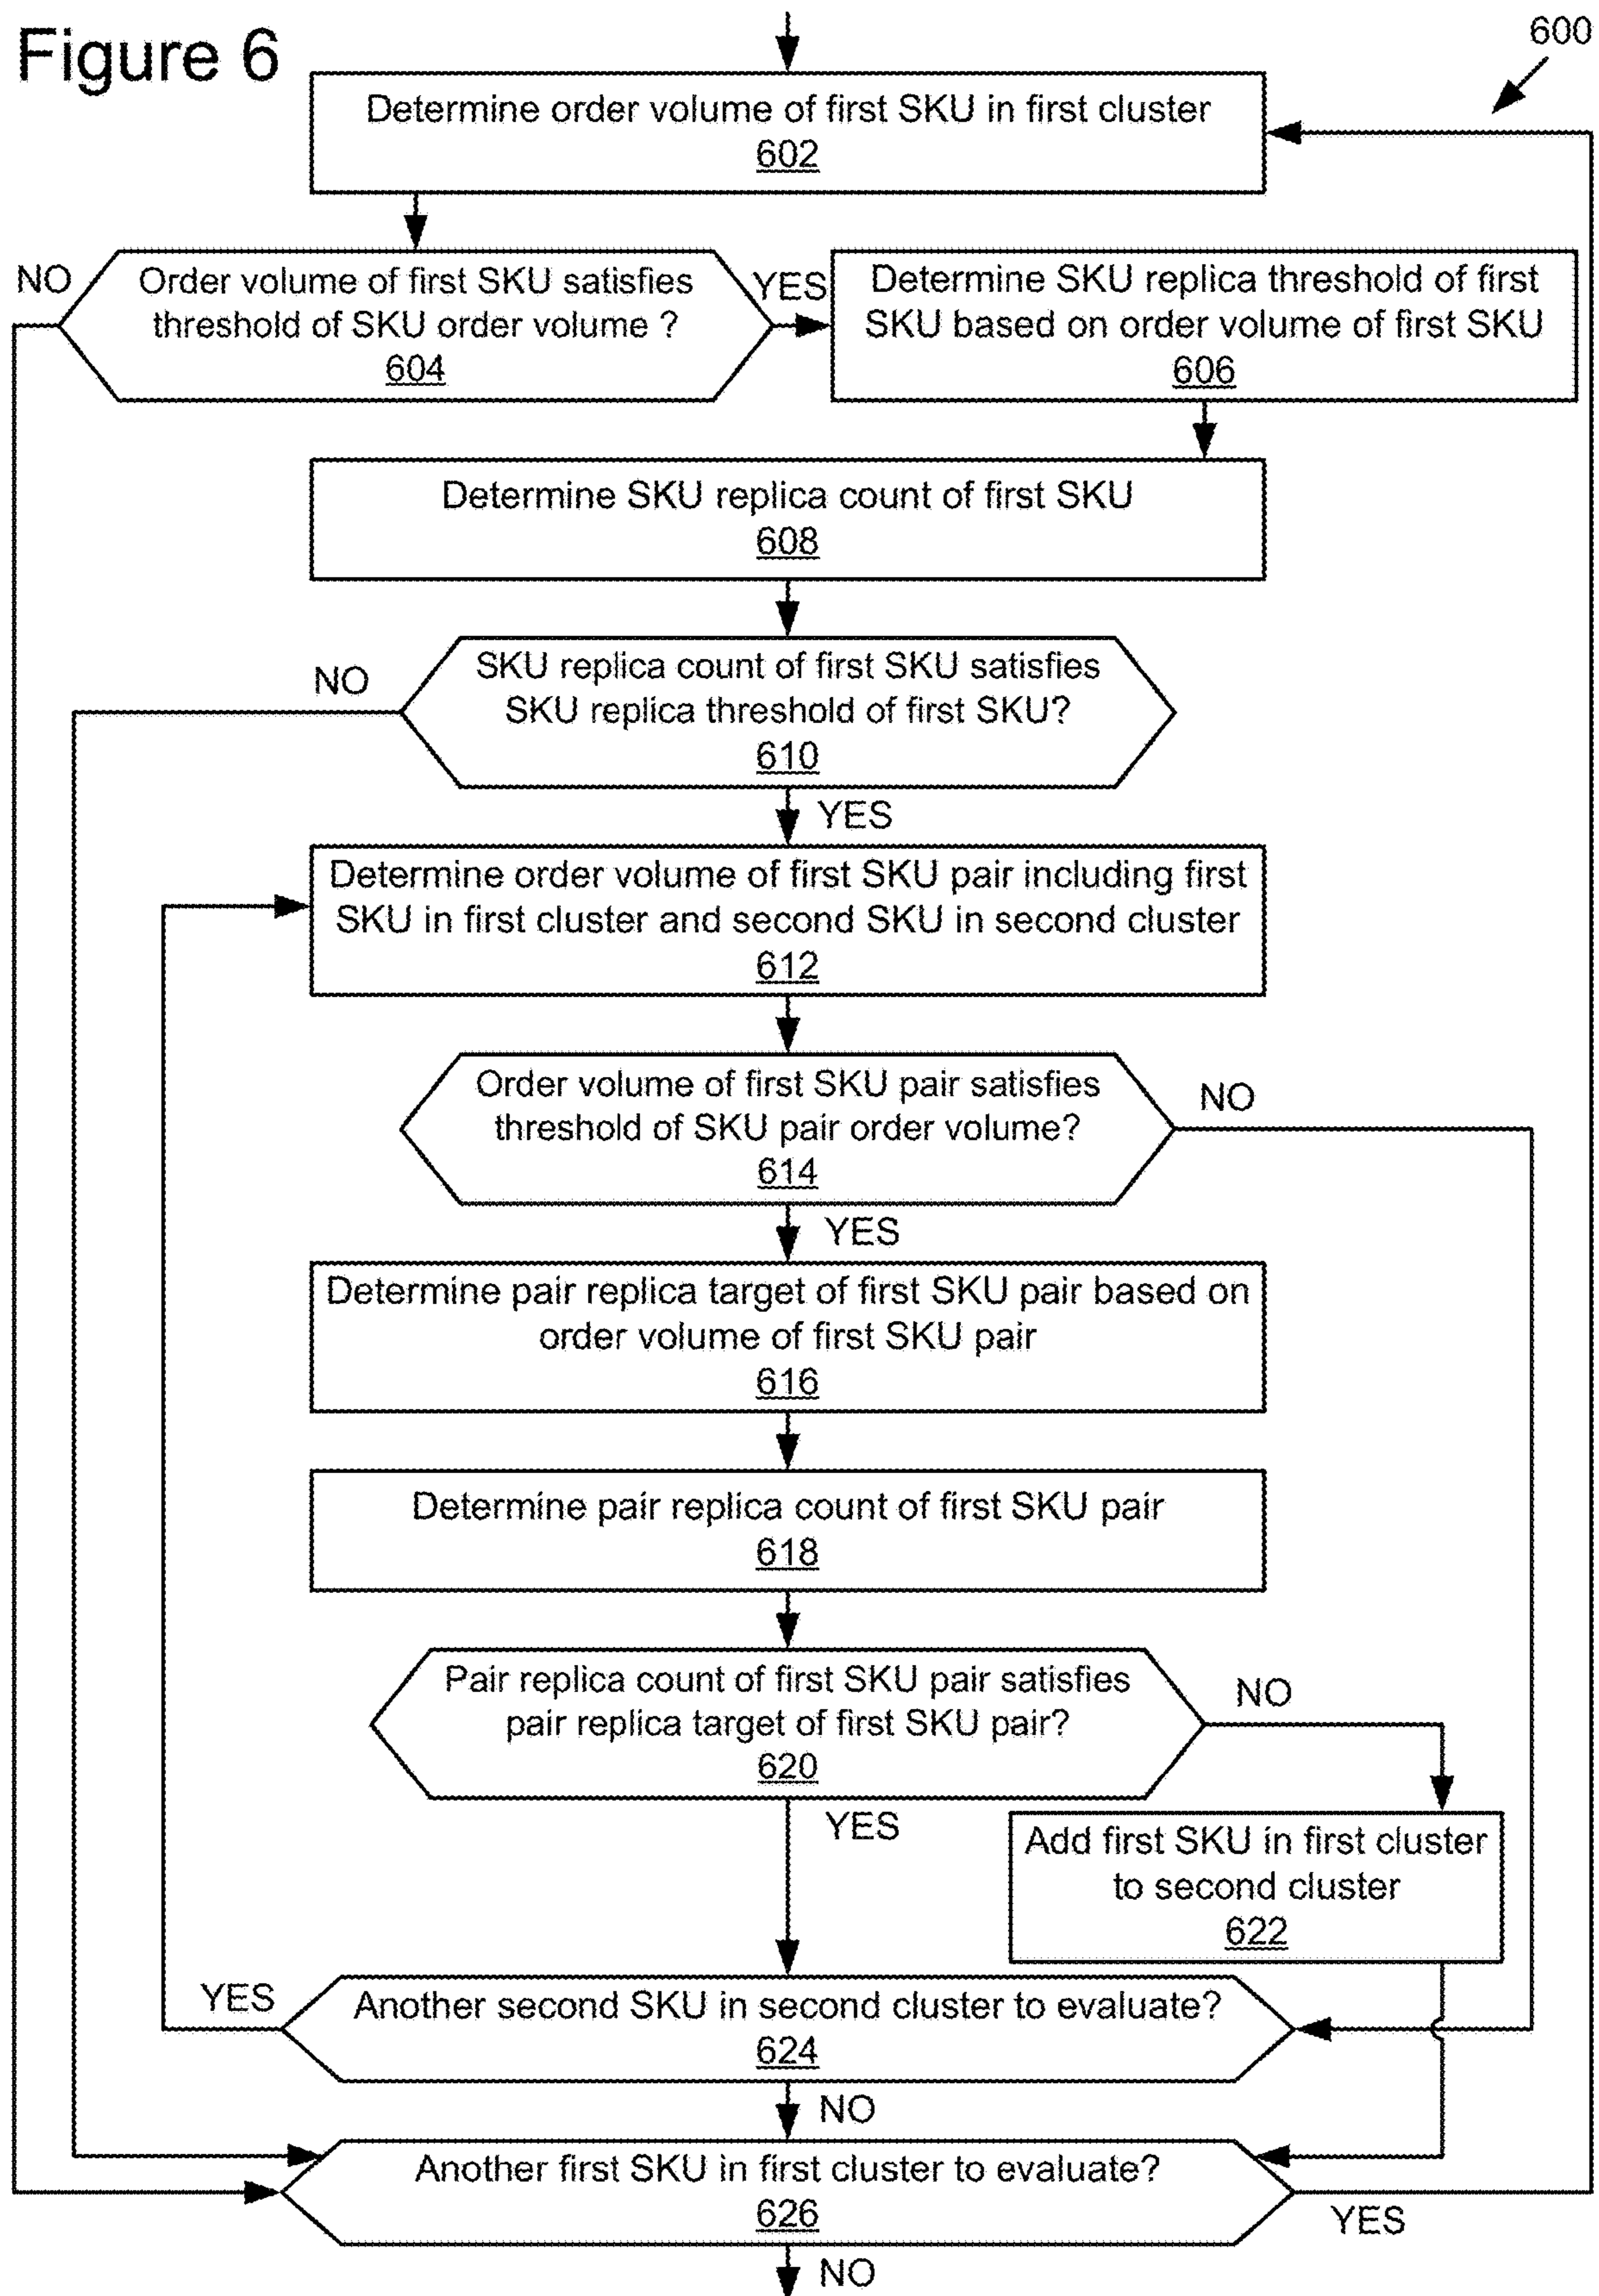 Figure 6
600
Determine order volume of first SKU in first cluster
602
NO
Order volume of first SKU satisfies
threshold of SKU order volume ?
604
YES
Determine SKU replica threshold of first
SKU based on order volume of first SKU
606
Determine SKU replica count of first SKU
608
NO
SKU replica count of first SKU satisfies
SKU replica threshold of first SKU?
610
YES
Determine order volume of first SKU pair including first
SKU in first cluster and second SKU in second cluster
612
Order volume of first SKU pair satisfies
threshold of SKU pair order volume?
614
NO
YES
Determine pair replica target of first SKU pair based on
order volume of first SKU pair
616
Determine pair replica count of first SKU pair
618
Pair replica count of first SKU pair satisfies
pair replica target of first SKU pair?
620
NO
YES
Add first SKU in first cluster
to second cluster
622
YES
Another second SKU in second cluster to evaluate?
624
NO
Another first SKU in first cluster to evaluate?
626
YES
NO